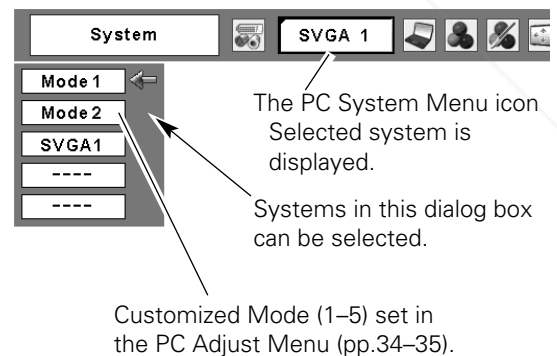 System
SVGA 1
Mode 1
Mode 2
SVGA1
----
----
The PC System Menu icon
Selected system is
displayed.
Systems in this dialog box
can be selected.
Customized Mode (1–5) set in
the PC Adjust Menu (pp.34–35).